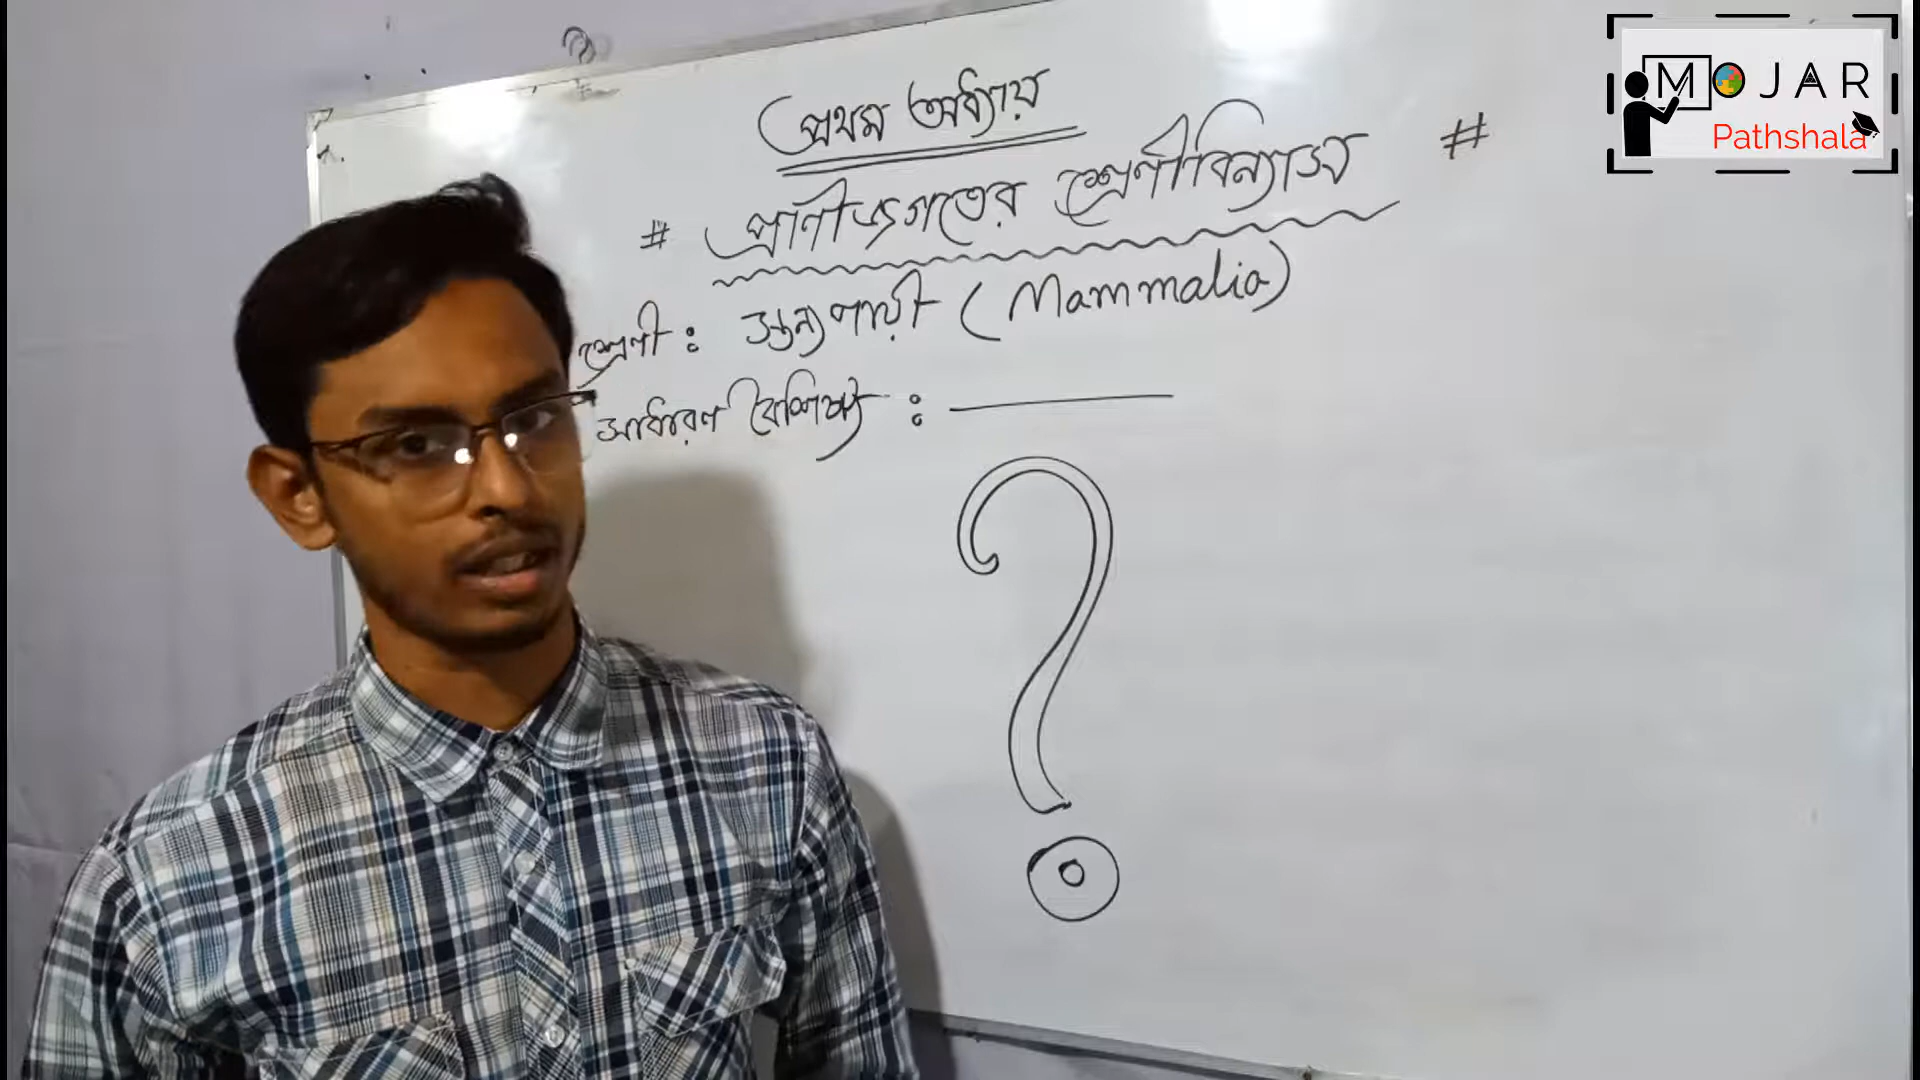 প্রথম অধ্যায়
# প্রাণীজগতের শ্রেণীবিন্যাস #
শ্রেণী : স্তন্যপায়ী (Mammalia)
সাধারণ বৈশিষ্ট্য : ―
?
MOJAR
Pathshala